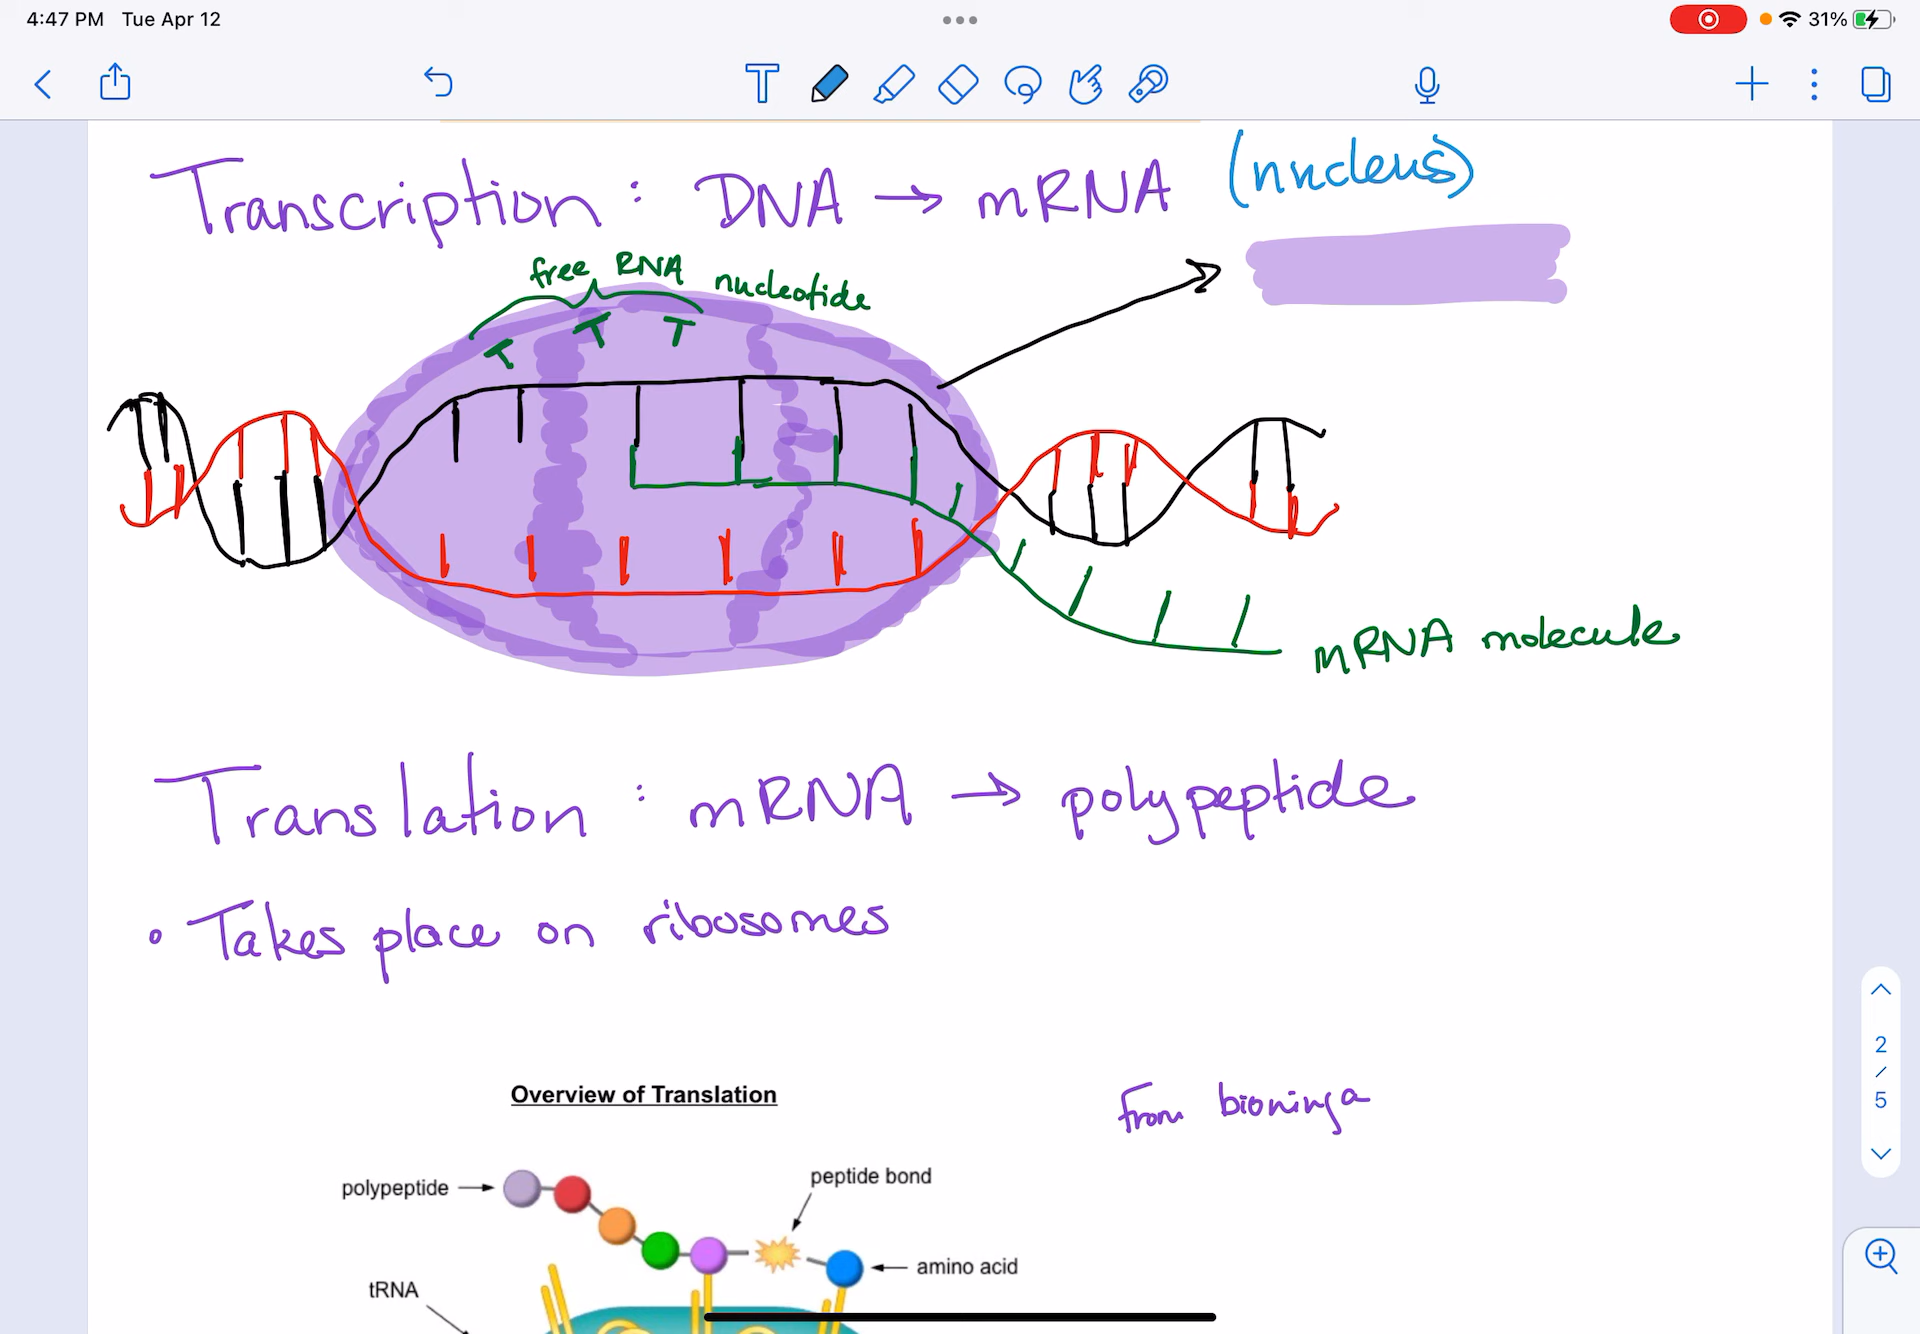 4:47 PM Tue Apr 12
31%
Transcription : DNA → mRNA (nucleus)
free RNA nucleotide
mRNA molecule
Translation : mRNA → polypeptide
• Takes place on ribosomes
2
/
5
Overview of Translation
from bioninja
peptide bond
polypeptide
amino acid
tRNA